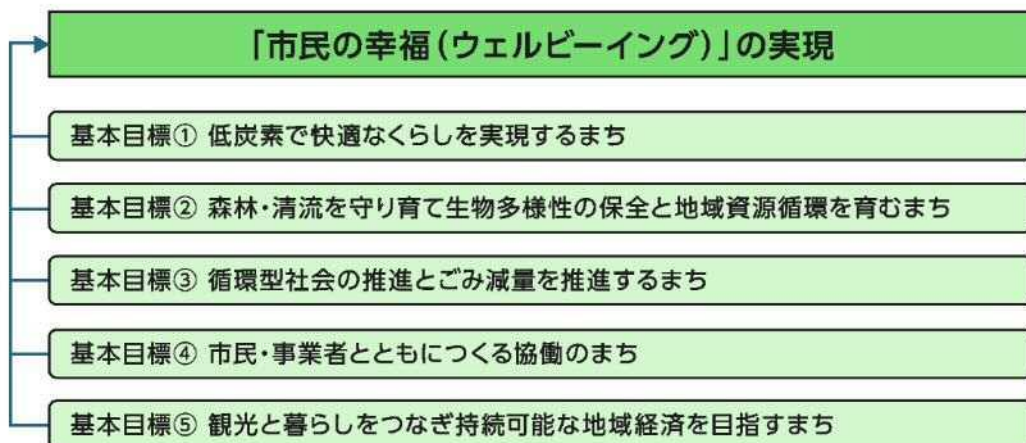 「市民の幸福(ウェルビーイング)」の実現
基本目標① 低炭素で快適なくらしを実現するまち
基本目標② 森林・清流を守り育て生物多様性の保全と地域資源循環を育むまち
基本目標③ 循環型社会の推進とごみ減量を推進するまち
基本目標④ 市民・事業者とともにつくる協働のまち
基本目標⑤ 観光と暮らしをつなぎ持続可能な地域経済を目指すまち